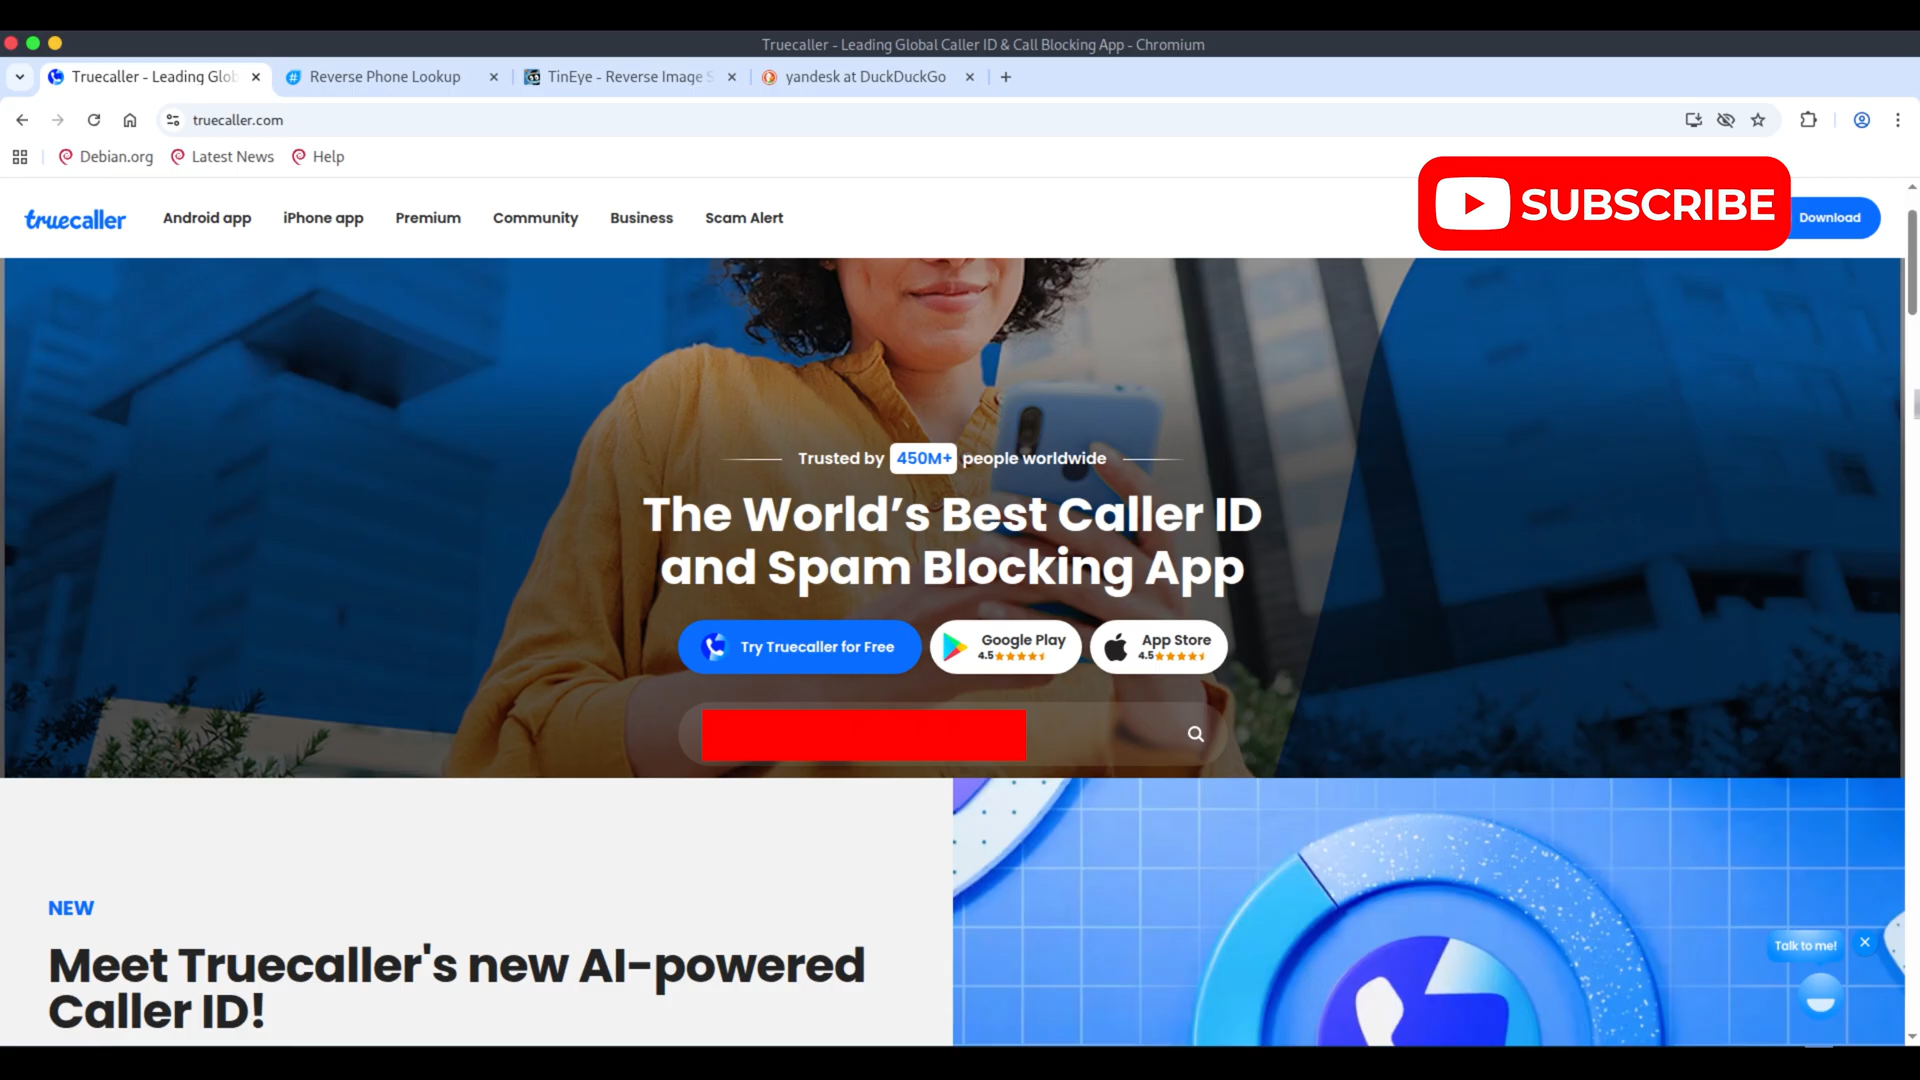 Truecaller - Leading Global Caller ID & Call Blocking App - Chromium
Truecaller - Leading Glob
Reverse Phone Lookup
TinEye - Reverse Image S
yandesk at DuckDuckGo
truecaller.com
Debian.org
Latest News
Help
truecaller
Android app
iPhone app
Premium
Community
Business
Scam Alert
SUBSCRIBE
Download
Trusted by 450M+ people worldwide
The World's Best Caller ID
and Spam Blocking App
Try Truecaller for Free
Google Play
4.5
App Store
4.5
NEW
Meet Truecaller's new AI-powered
Caller ID!
Talk to me!